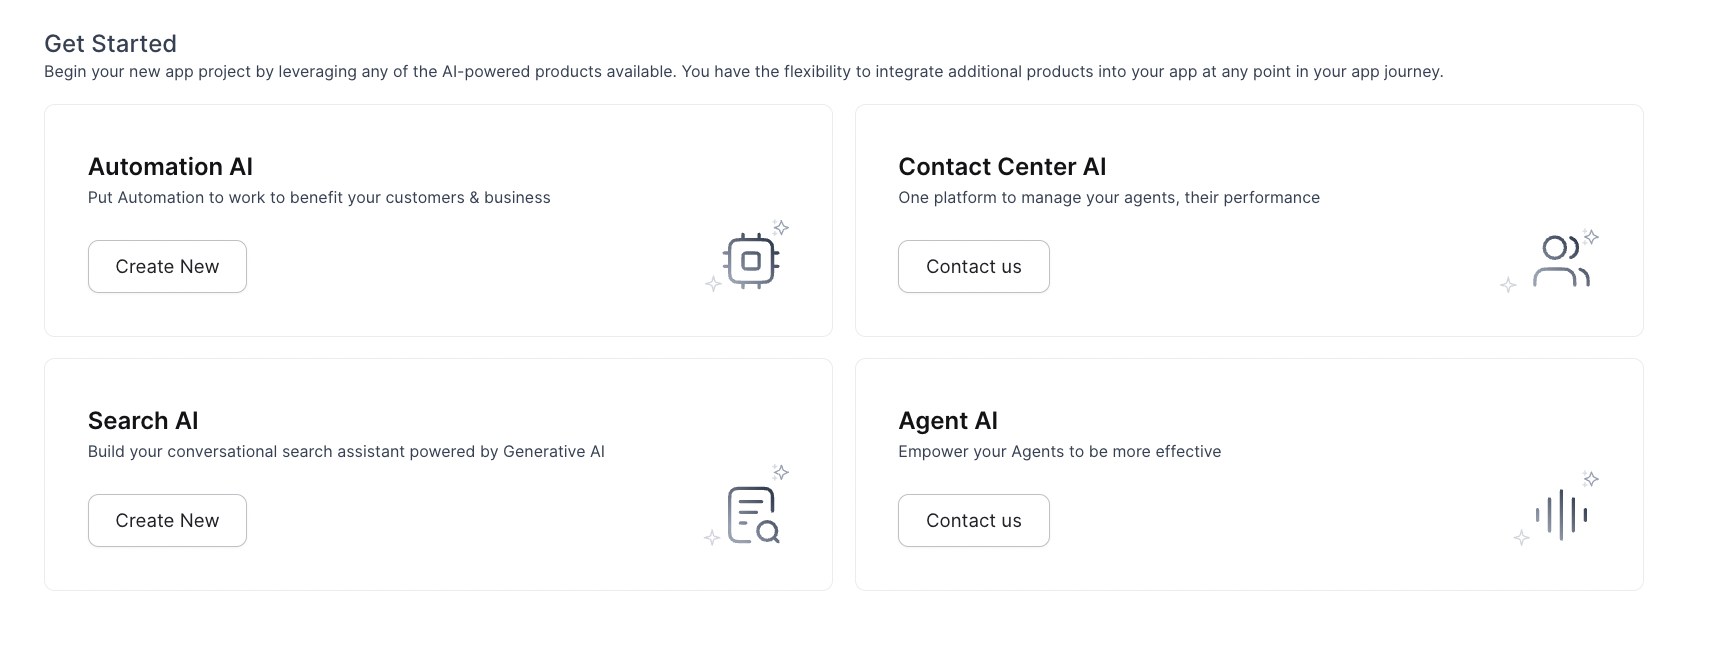 Get Started
Begin your new app project by leveraging any of the AI-powered products available. You have the flexibility to integrate additional products into your app at any point in your app journey.
Automation AI
Put Automation to work to benefit your customers & business
Create New
Contact Center AI
One platform to manage your agents, their performance
Contact us
Search AI
Build your conversational search assistant powered by Generative AI
Create New
Agent AI
Empower your Agents to be more effective
Contact us